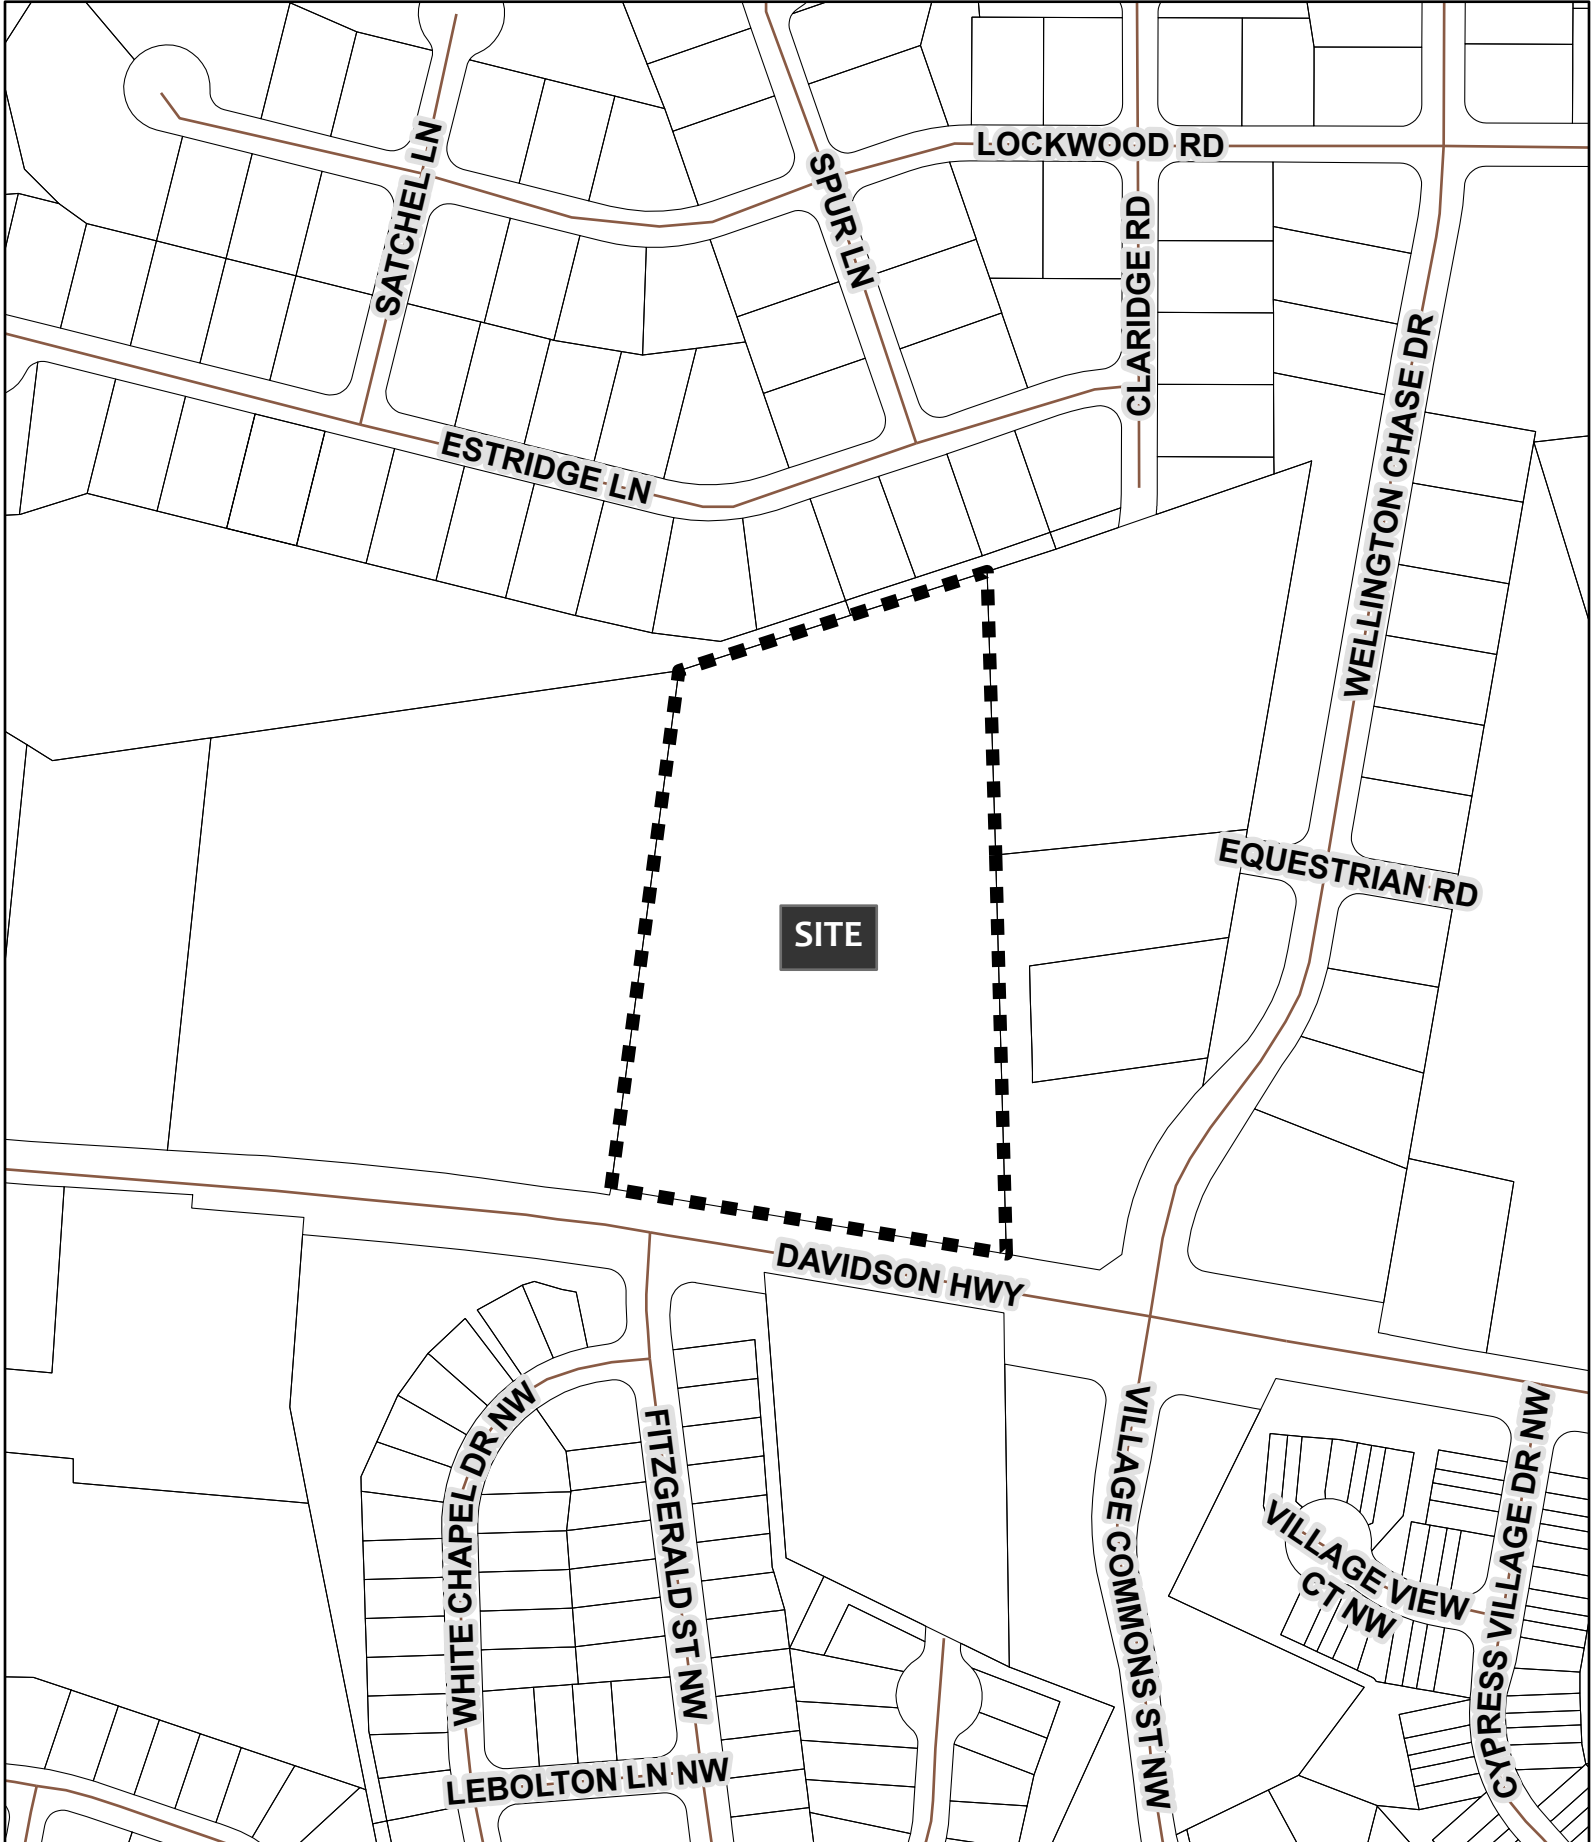 LOCKWOOD RD
SATCHEL LN
SPUR LN
CLARIDGE RD
WELLINGTON CHASE DR
ESTRIDGE LN
EQUESTRIAN RD
SITE
DAVIDSON HWY
WHITE CHAPEL DR NW
FITZGERALD ST NW
VILLAGE COMMONS ST NW
CYPRESS VILLAGE DR NW
VILLAGE VIEW
CT NW
LEBOLTON LN NW